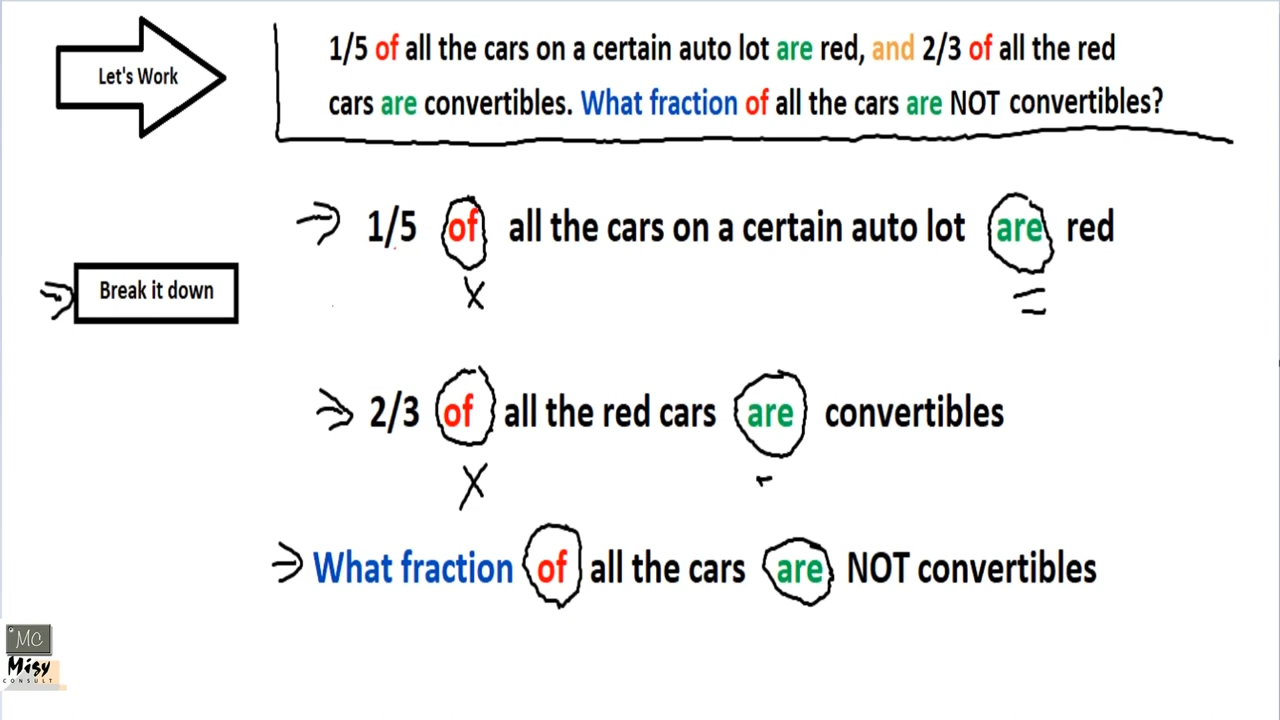 Let's Work
1/5 of all the cars on a certain auto lot are red, and 2/3 of all the red
cars are convertibles. What fraction of all the cars are NOT convertibles?
1/5 of all the cars on a certain auto lot are red
x =
Break it down
2/3 of all the red cars are convertibles
x -
What fraction of all the cars are NOT convertibles
MC
Misy
CONSULT